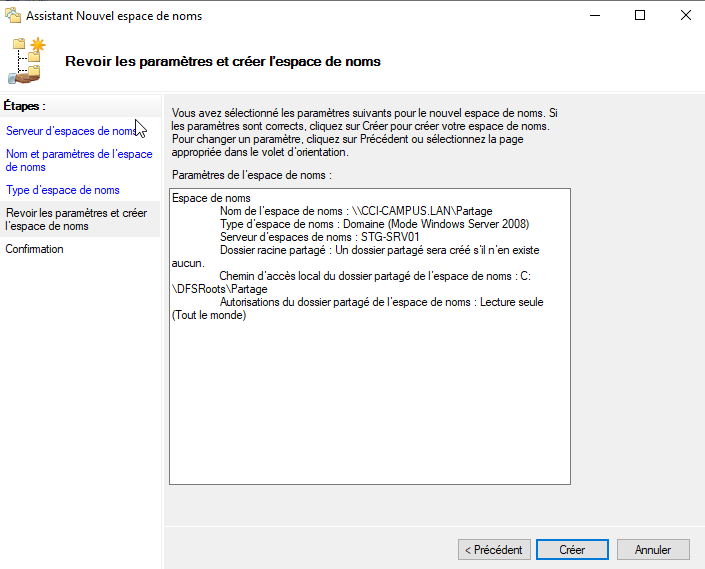 Assistant Nouvel espace de noms
Revoir les paramètres et créer l'espace de noms
Étapes :
Serveur d'espaces de noms
Nom et paramètres de l'espace
de noms
Type d'espace de noms
Revoir les paramètres et créer
l'espace de noms
Confirmation
Vous avez sélectionné les paramètres suivants pour le nouvel espace de noms. Si
les paramètres sont corrects, cliquez sur Créer pour créer votre espace de noms.
Pour changer un paramètre, cliquez sur Précédent ou sélectionnez la page
appropriée dans le volet d'orientation.
Paramètres de l'espace de noms :
Espace de noms
Nom de l'espace de noms : \\CCI-CAMPUS.LAN\Partage
Type d'espace de noms : Domaine (Mode Windows Server 2008)
Serveur d'espaces de noms : STG-SRV01
Dossier racine partagé : Un dossier partagé sera créé s'il n'en existe
aucun.
Chemin d'accès local du dossier partagé de l'espace de noms : C:
\DFSRoots\Partage
Autorisations du dossier partagé de l'espace de noms : Lecture seule
(Tout le monde)
< Précédent
Créer
Annuler